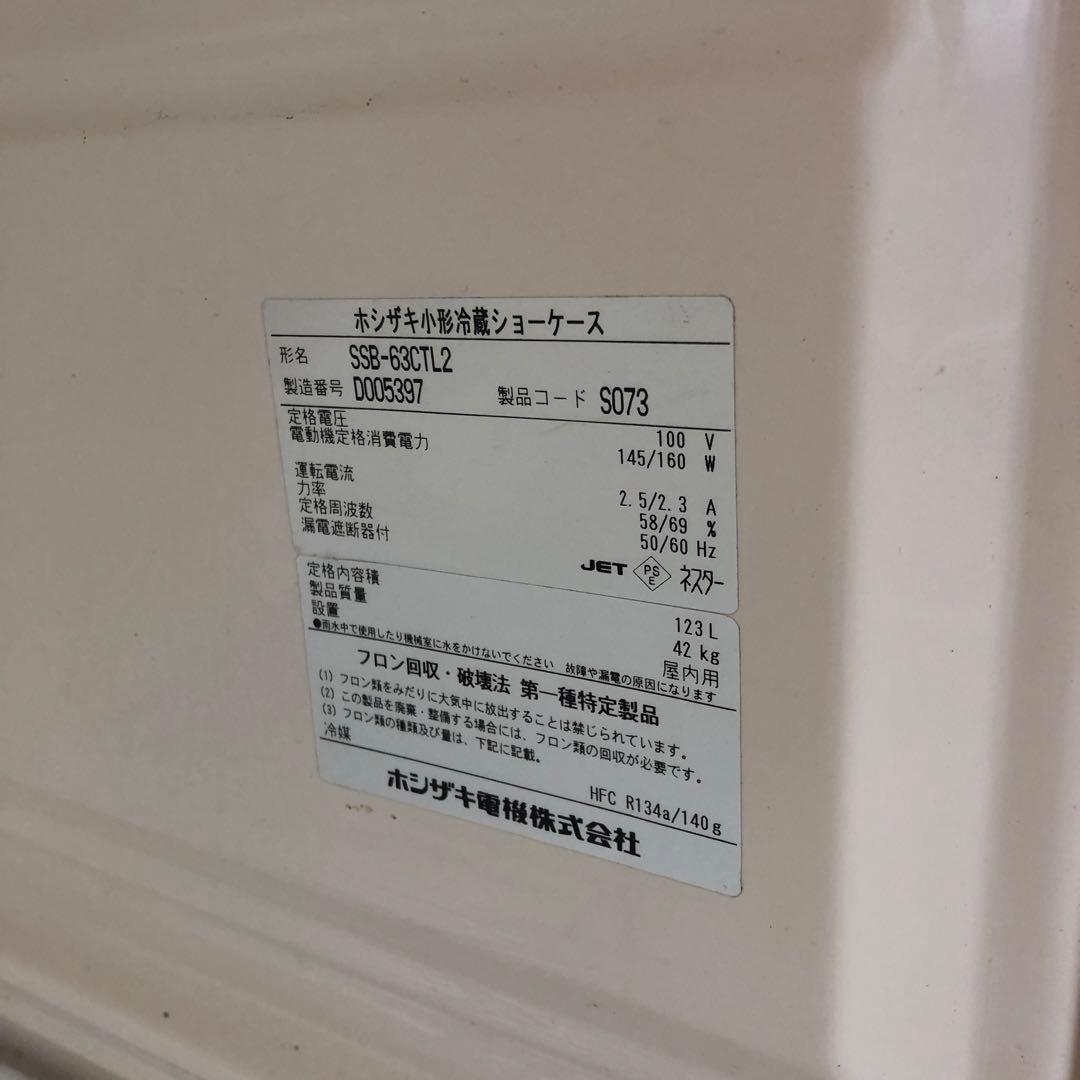 ホシザキ小形冷蔵ショーケース
形名 SSB-63CTL2
製造番号 D005397 製品コード S073
定格電圧 100 V
電動機定格消費電力 145/160 W
運転電流 2.5/2.3 A
力率 58/69 %
定格周波数 50/60 Hz
漏電遮断器付
JET PS E ネスター
定格内容積 123 L
製品質量 42 kg
設置 屋内用
●雨水中で使用したり機械室に水をかけないでください 故障や漏電の原因になります
フロン回収・破壊法 第一種特定製品
(1) フロン類をみだりに大気中に放出することは禁じられています。
(2) この製品を廃棄・整備する場合には、フロン類の回収が必要です。
(3) フロン類の種類及び量は、下記に記載。
冷媒 HFC R134a/140g
ホシザキ電機株式会社